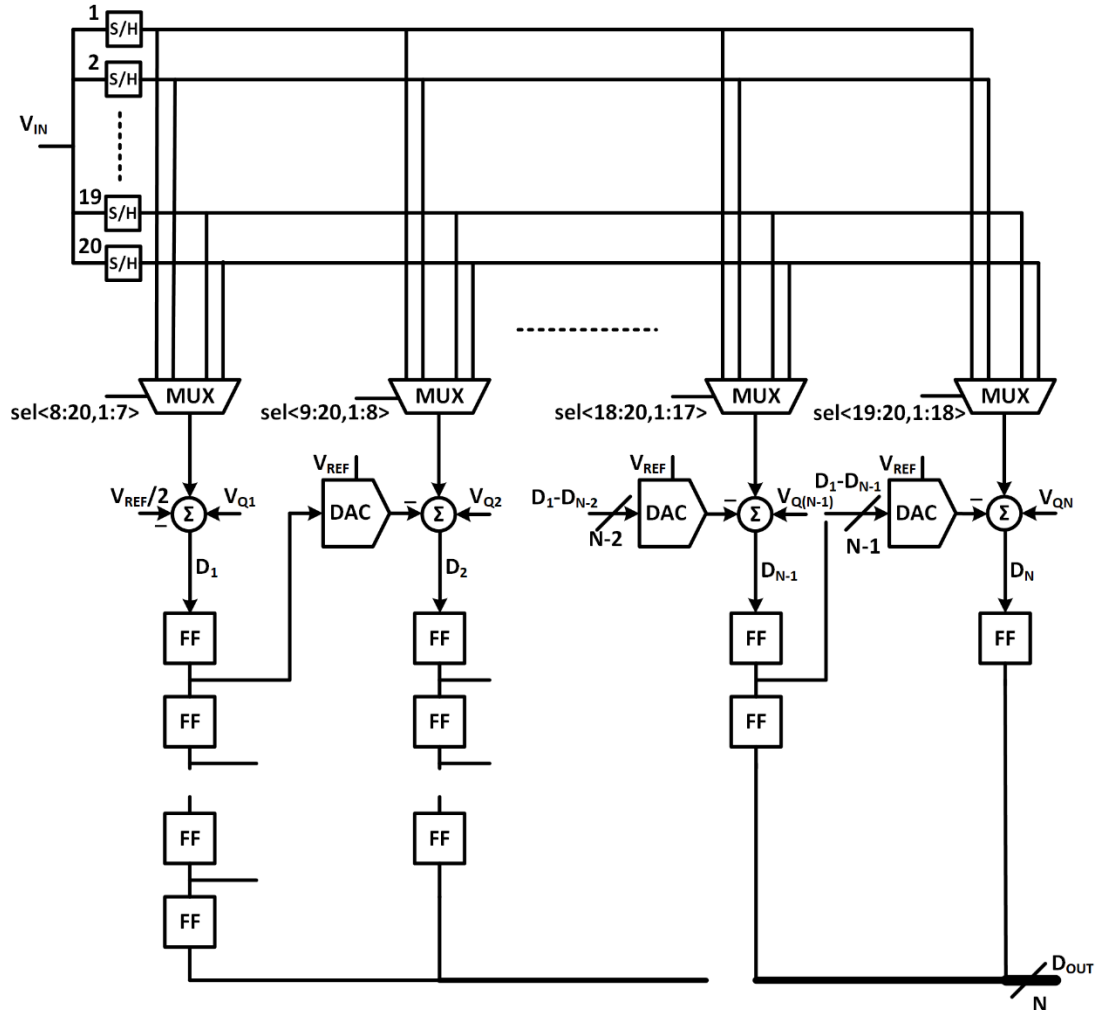 1
S/H
2
S/H
V_IN
19
S/H
20
S/H
MUX
MUX
MUX
MUX
sel<8:20,1:7>
sel<9:20,1:8>
sel<18:20,1:17>
sel<19:20,1:18>
V_REF
V_REF
V_REF
D_1-D_N-1
V_REF/2
Σ
V_Q1
DAC
Σ
V_Q2
D_1-D_N-2
DAC
Σ
V_Q(N-1)
DAC
Σ
V_QN
N-2
N-1
D_1
D_2
D_N-1
D_N
FF
FF
FF
FF
FF
FF
FF
FF
FF
FF
D_OUT
N